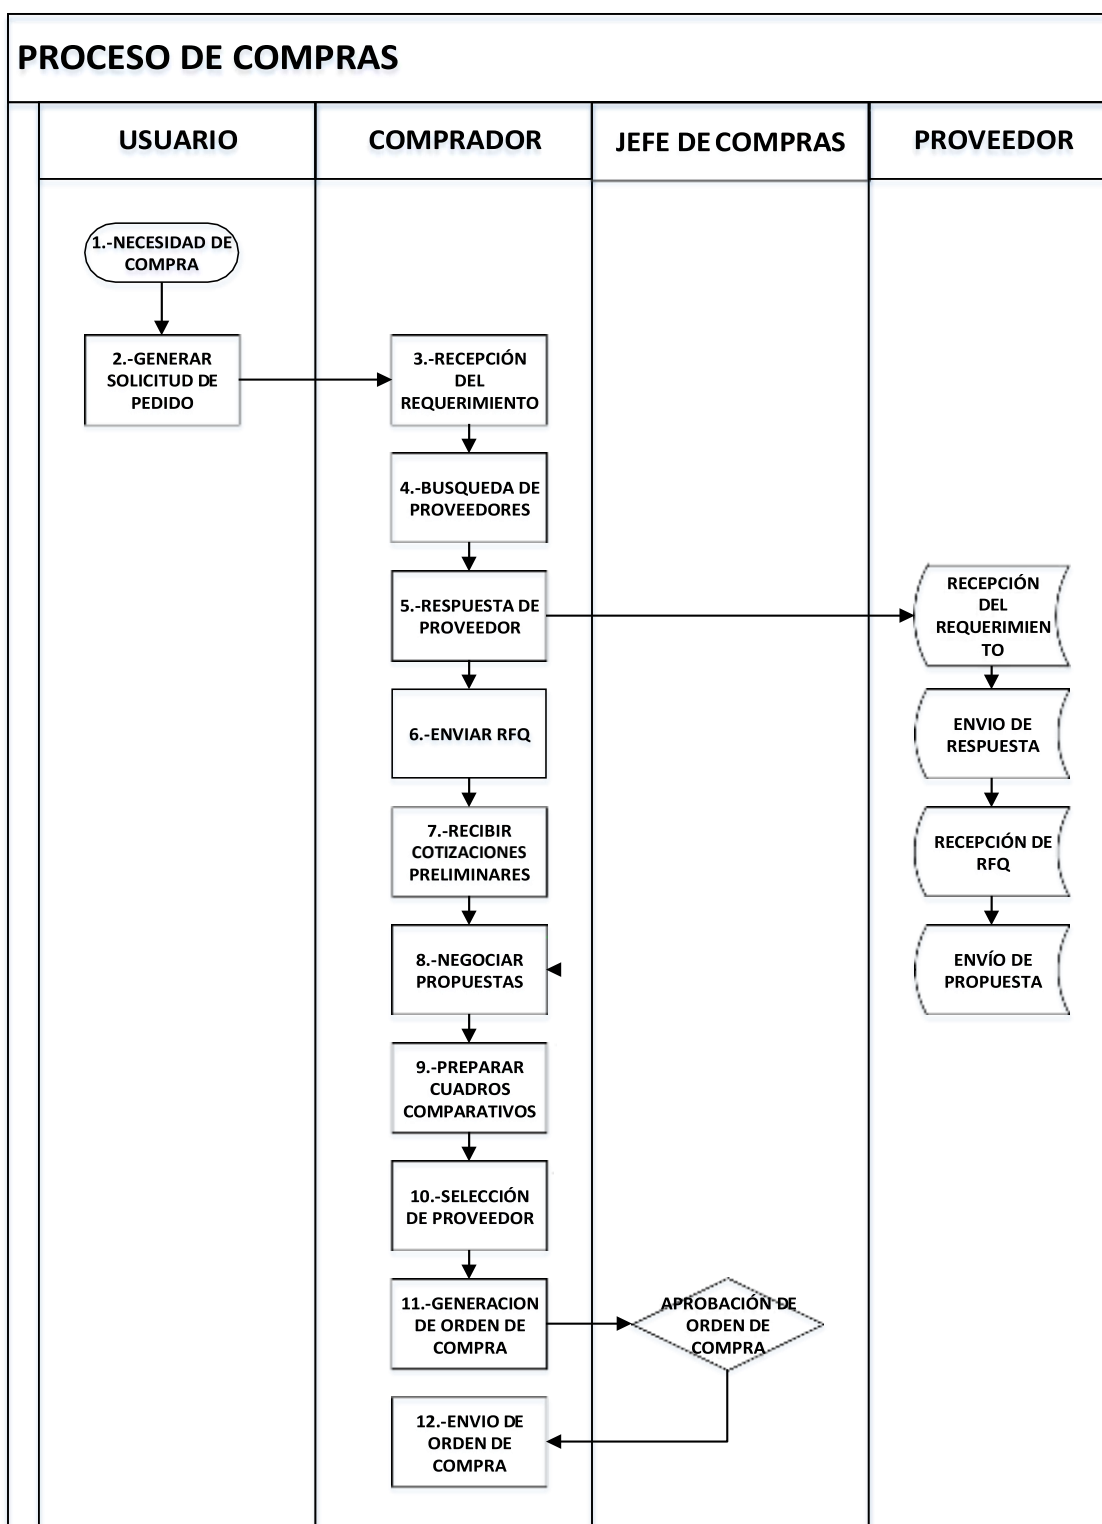 PROCESO DE COMPRAS
USUARIO
COMPRADOR
JEFE DE COMPRAS
PROVEEDOR
1.-NECESIDAD DE
COMPRA
2.-GENERAR
SOLICITUD DE
PEDIDO
3.-RECEPCIÓN
DEL
REQUERIMIENTO
4.-BUSQUEDA DE
PROVEEDORES
5.-RESPUESTA DE
PROVEEDOR
RECEPCIÓN
DEL
REQUERIMIEN
TO
6.-ENVIAR RFQ
ENVIO DE
RESPUESTA
7.-RECIBIR
COTIZACIONES
PRELIMINARES
RECEPCIÓN DE
RFQ
8.-NEGOCIAR
PROPUESTAS
ENVÍO DE
PROPUESTA
9.-PREPARAR
CUADROS
COMPARATIVOS
10.-SELECCIÓN
DE PROVEEDOR
11.-GENERACION
DE ORDEN DE
COMPRA
APROBACIÓN DE
ORDEN DE
COMPRA
12.-ENVIO DE
ORDEN DE
COMPRA